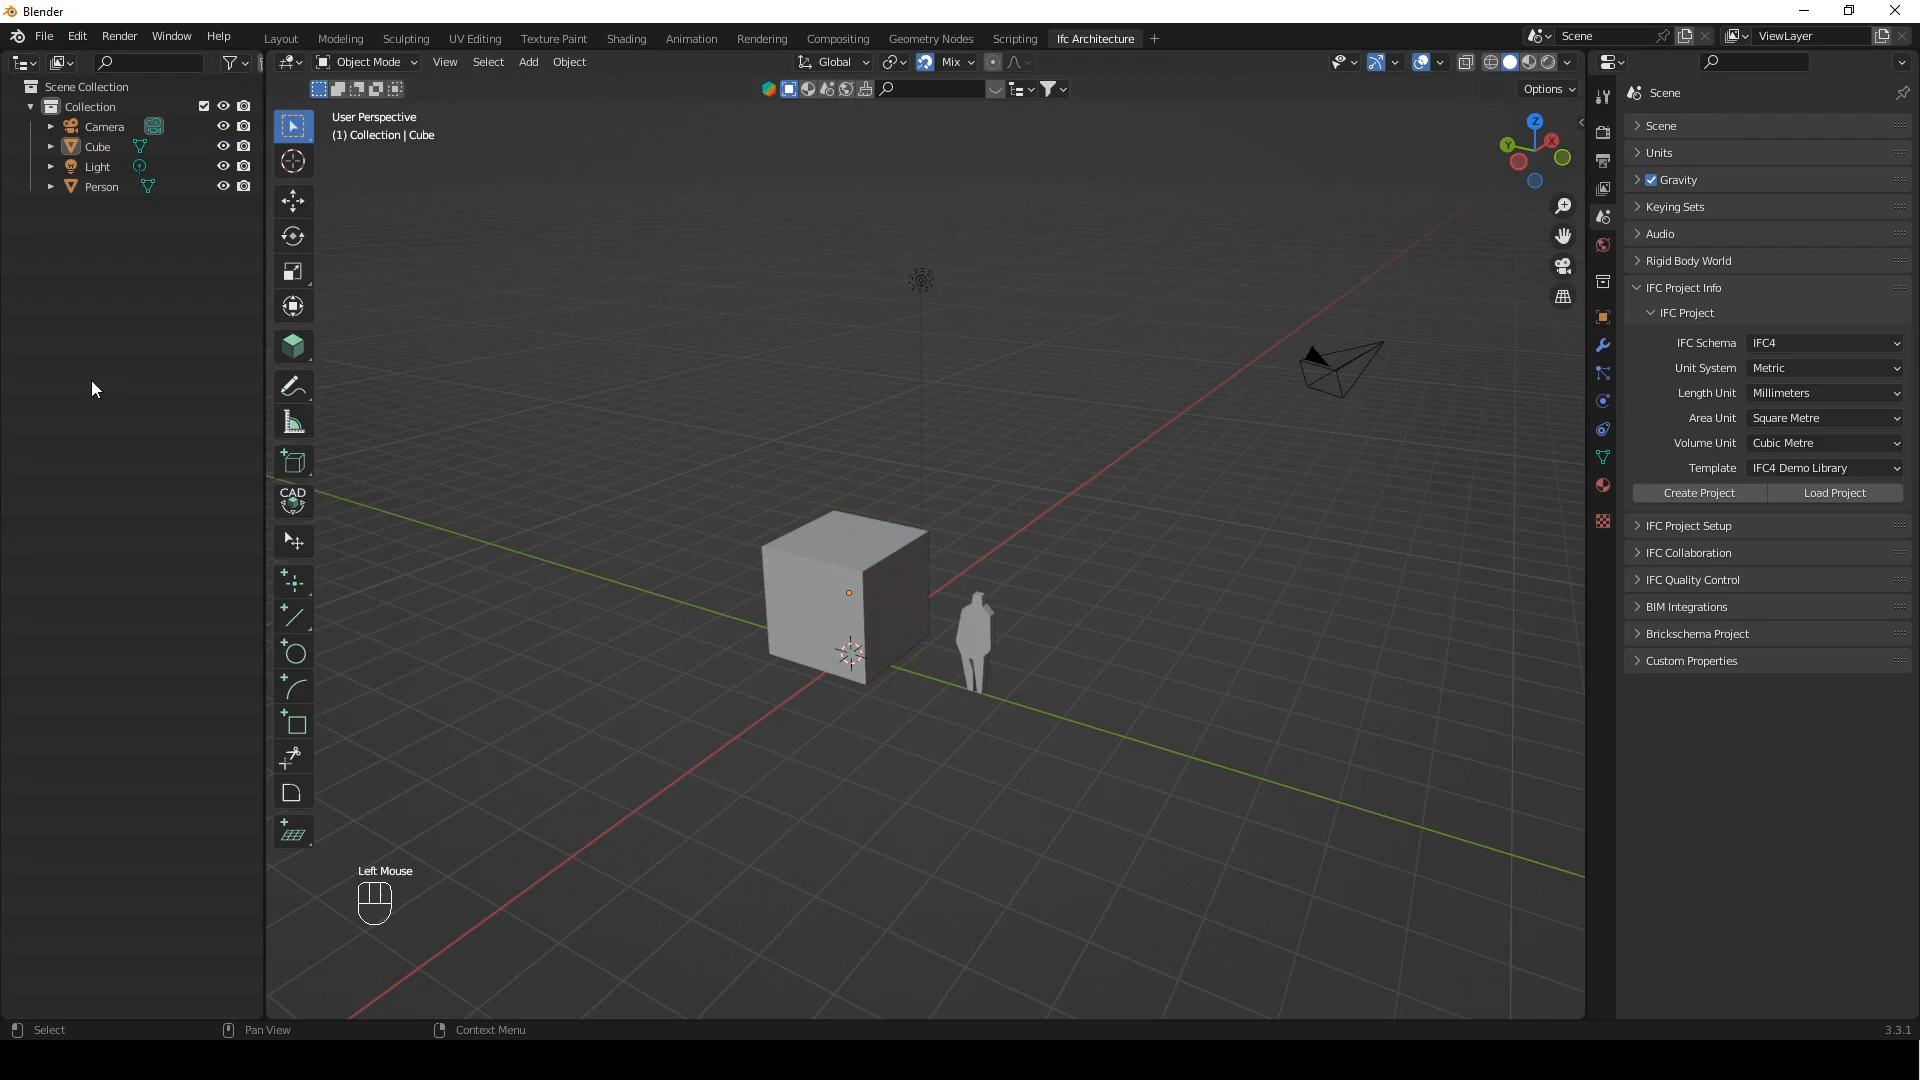 Blender
File Edit Render Window Help
Layout Modeling Sculpting UV Editing Texture Paint Shading Animation Rendering Compositing Geometry Nodes Scripting Ifc Architecture
Scene
ViewLayer
Object Mode View Select Add Object
Global
Mix
Options
Scene Collection
Collection
Camera
Cube
Light
Person
User Perspective
(1) Collection | Cube
Z
Y
X
CAD
Left Mouse
Scene
Scene
Units
Gravity
Keying Sets
Audio
Rigid Body World
IFC Project Info
IFC Project
IFC Schema IFC4
Unit System Metric
Length Unit Millimeters
Area Unit Square Metre
Volume Unit Cubic Metre
Template IFC4 Demo Library
Create Project Load Project
IFC Project Setup
IFC Collaboration
IFC Quality Control
BIM Integrations
Brickschema Project
Custom Properties
Select Pan View Context Menu 3.3.1